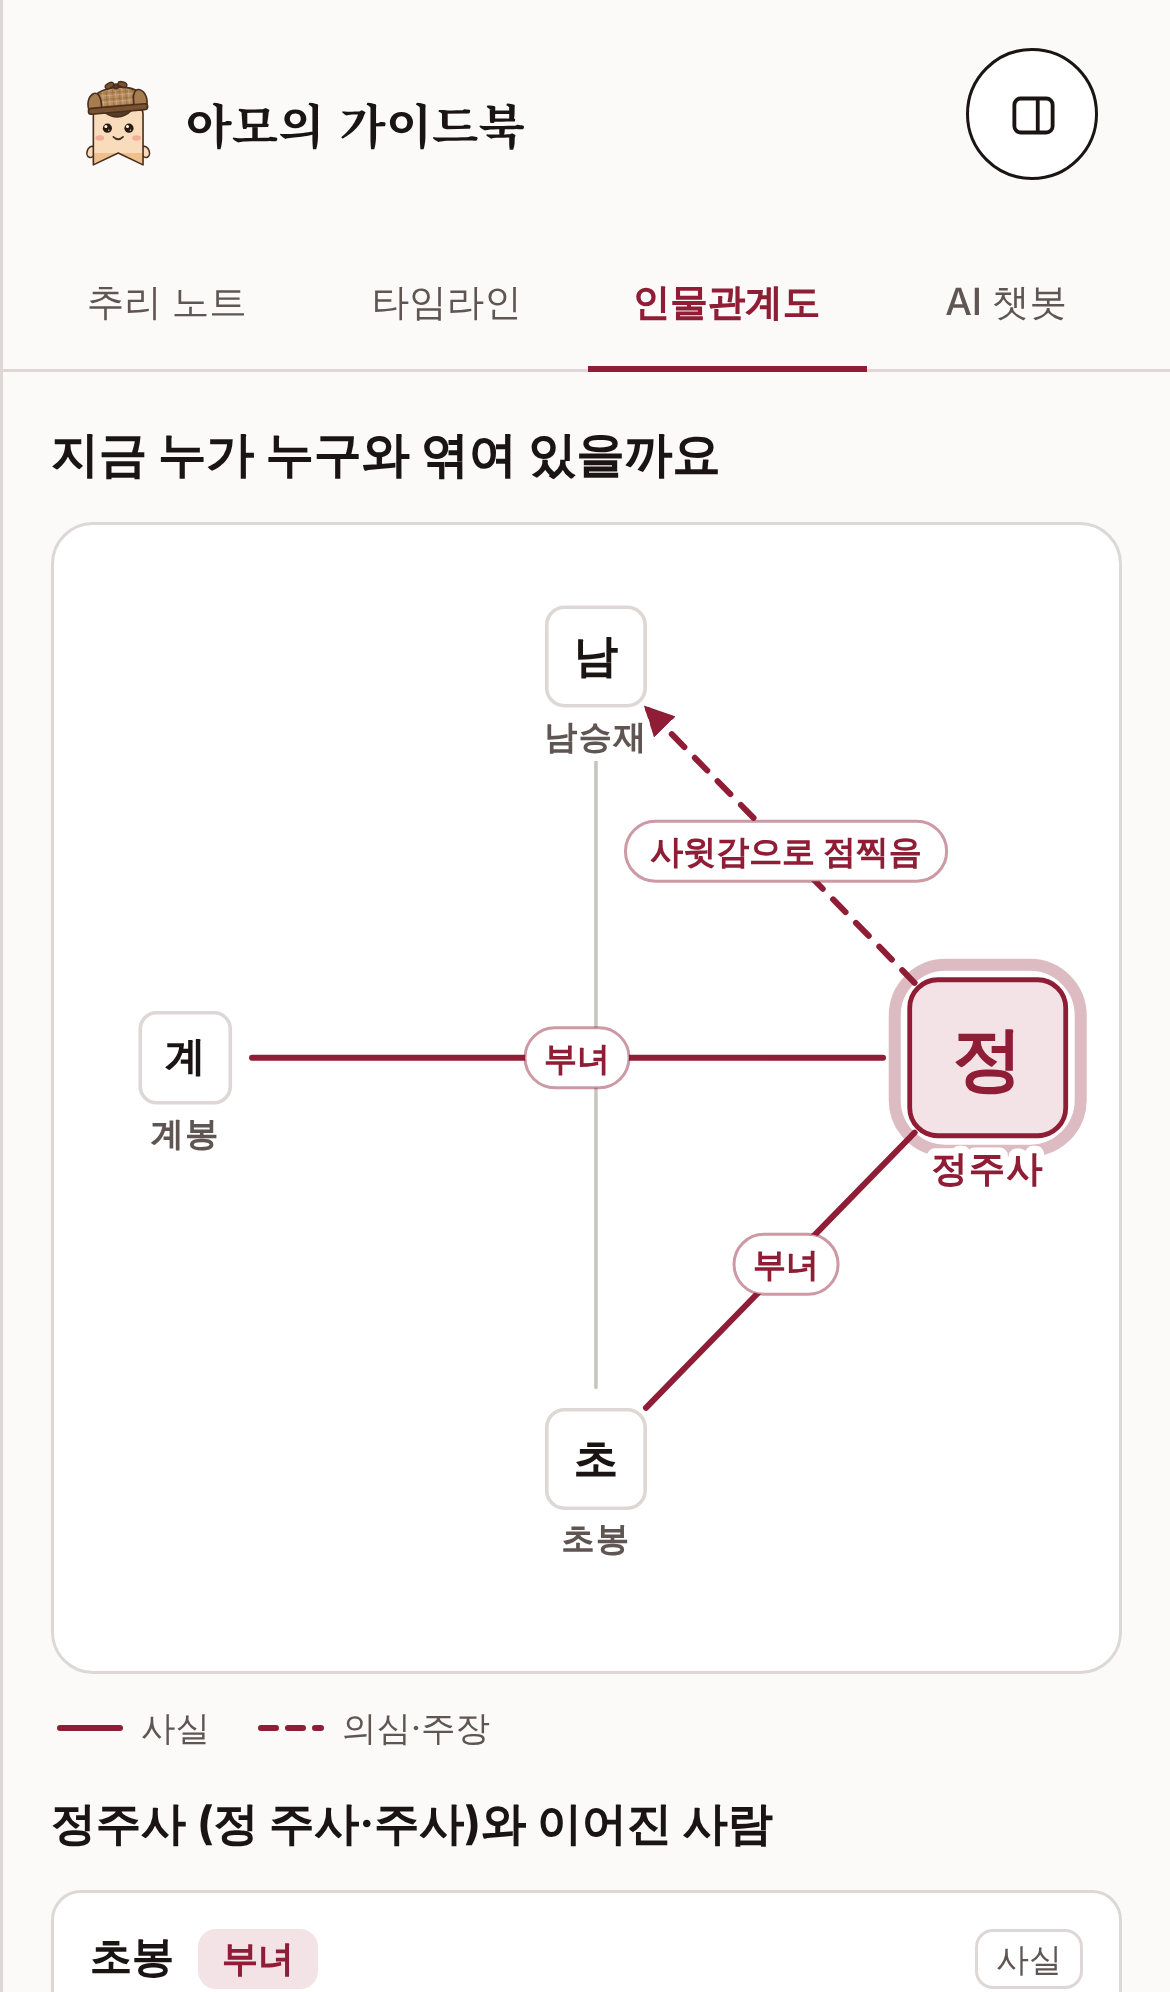 아모의 가이드북
추리 노트 타임라인 인물관계도 AI 챗봇
지금 누가 누구와 엮여 있을까요
남
남승재
사윗감으로 점찍음
정
정주사
계
계봉
부녀
부녀
초
초봉
사실 의심·주장
정주사 (정 주사·주사)와 이어진 사람
초봉 부녀 사실